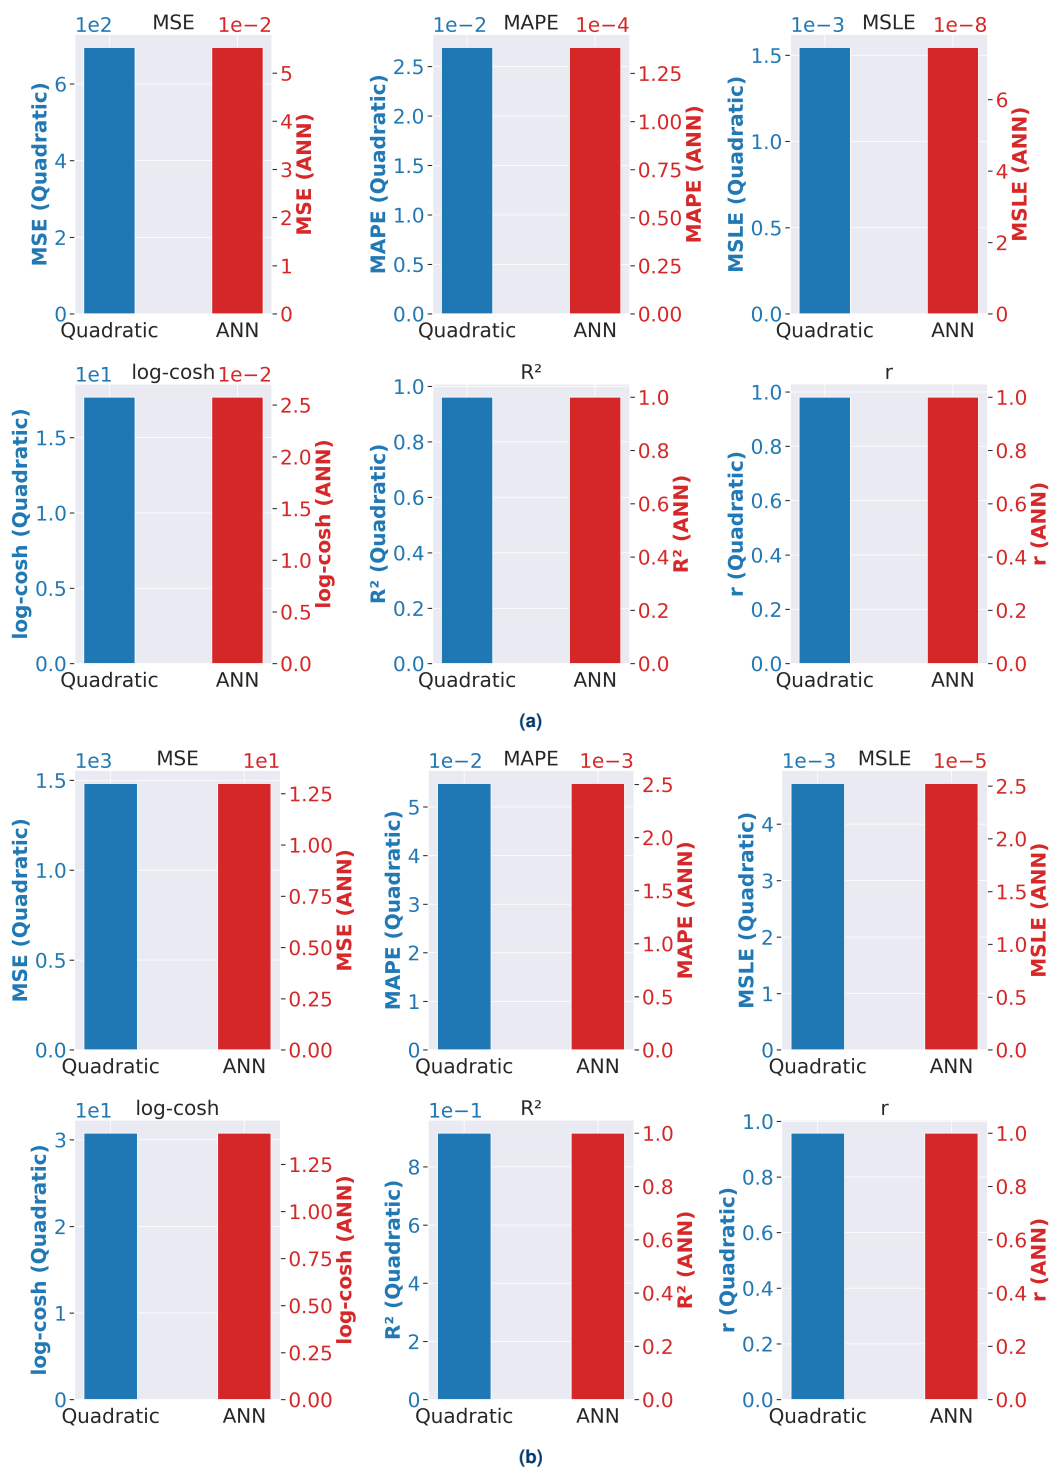 1e2 MSE 1e−2
MSE (Quadratic)
6
4
2
0
5
4
3
2
1
0
MSE (ANN)
Quadratic ANN
1e−2 MAPE 1e−4
MAPE (Quadratic)
2.5
2.0
1.5
1.0
0.5
0.0
1.25
1.00
0.75
0.50
0.25
0.00
MAPE (ANN)
Quadratic ANN
1e−3 MSLE 1e−8
MSLE (Quadratic)
1.5
1.0
0.5
0.0
6
4
2
0
MSLE (ANN)
Quadratic ANN
1e1 log-cosh 1e−2
log-cosh (Quadratic)
1.5
1.0
0.5
0.0
2.5
2.0
1.5
1.0
0.5
0.0
log-cosh (ANN)
Quadratic ANN
R²
R² (Quadratic)
1.0
0.8
0.6
0.4
0.2
0.0
1.0
0.8
0.6
0.4
0.2
0.0
R² (ANN)
Quadratic ANN
r
r (Quadratic)
1.0
0.8
0.6
0.4
0.2
0.0
1.0
0.8
0.6
0.4
0.2
0.0
r (ANN)
Quadratic ANN
(a)
1e3 MSE 1e1
MSE (Quadratic)
1.5
1.0
0.5
0.0
1.25
1.00
0.75
0.50
0.25
0.00
MSE (ANN)
Quadratic ANN
1e−2 MAPE 1e−3
MAPE (Quadratic)
5
4
3
2
1
0
2.5
2.0
1.5
1.0
0.5
0.0
MAPE (ANN)
Quadratic ANN
1e−3 MSLE 1e−5
MSLE (Quadratic)
4
3
2
1
0
2.5
2.0
1.5
1.0
0.5
0.0
MSLE (ANN)
Quadratic ANN
1e1 log-cosh
log-cosh (Quadratic)
3
2
1
0
1.25
1.00
0.75
0.50
0.25
0.00
log-cosh (ANN)
Quadratic ANN
1e−1 R²
R² (Quadratic)
8
6
4
2
0
1.0
0.8
0.6
0.4
0.2
0.0
R² (ANN)
Quadratic ANN
r
r (Quadratic)
1.0
0.8
0.6
0.4
0.2
0.0
1.0
0.8
0.6
0.4
0.2
0.0
r (ANN)
Quadratic ANN
(b)